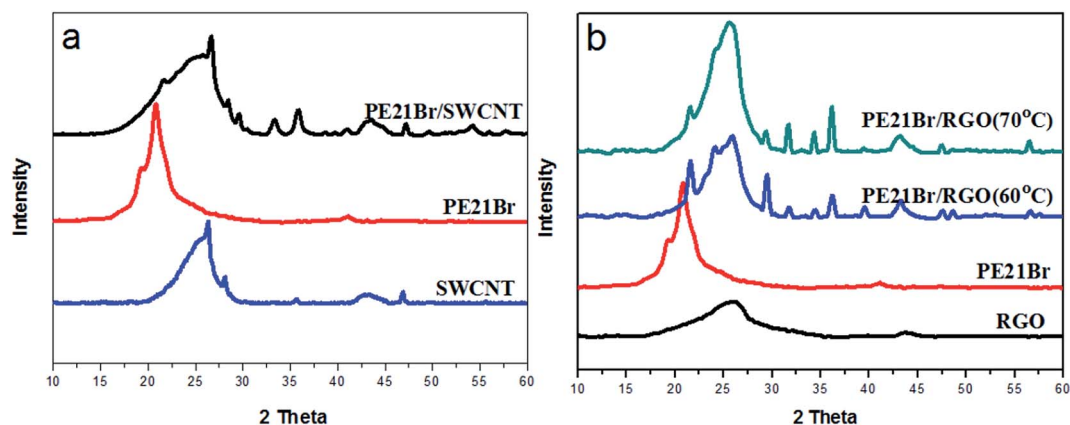 a
PE21Br/SWCNT
PE21Br
SWCNT
Intensity
10 15 20 25 30 35 40 45 50 55 60
2 Theta
b
PE21Br/RGO(70°C)
PE21Br/RGO(60°C)
PE21Br
RGO
Intensity
10 15 20 25 30 35 40 45 50 55 60
2 Theta